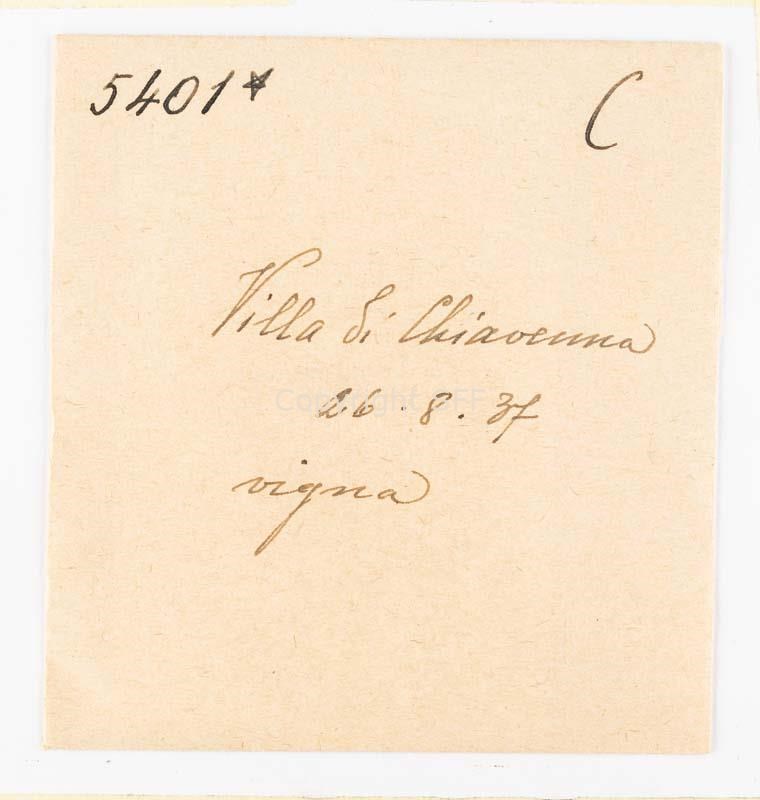 5401* C
Villa di Chiavenna
26.8.37
vigna